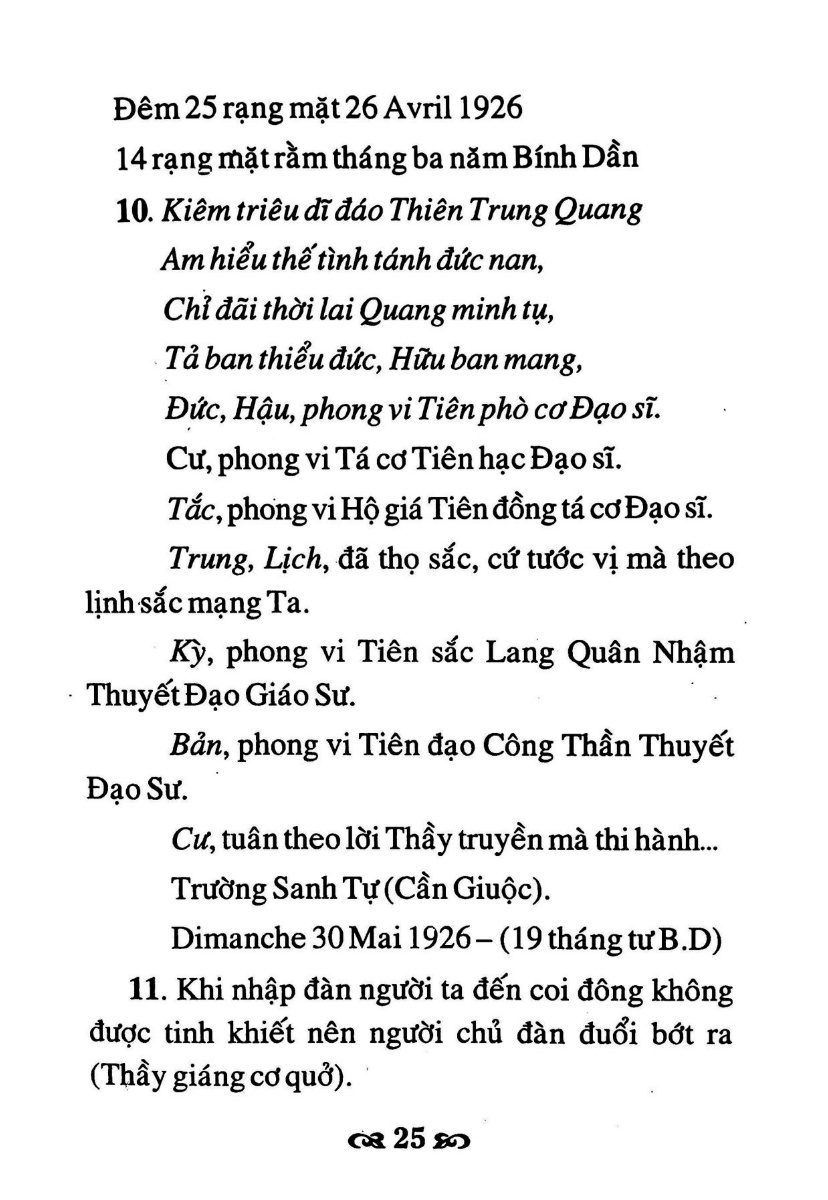 Đêm 25 rạng mặt 26 Avril 1926
14 rạng mặt rằm tháng ba năm Bính Dần
10. Kiêm triêu dĩ đáo Thiên Trung Quang
Am hiểu thế tình tánh đức nan,
Chỉ đãi thời lai Quang minh tụ,
Tả ban thiểu đức, Hữu ban mang,
Đức, Hậu, phong vi Tiên phò cơ Đạo sĩ.
Cư, phong vi Tá cơ Tiên hạc Đạo sĩ.
Tắc, phong vi Hộ giá Tiên đồng tá cơ Đạo sĩ.
Trung, Lịch, đã thọ sắc, cứ tước vị mà theo
lịnh sắc mạng Ta.
Kỳ, phong vi Tiên sắc Lang Quân Nhậm
Thuyết Đạo Giáo Sư.
Bản, phong vi Tiên đạo Công Thần Thuyết
Đạo Sư.
Cư, tuân theo lời Thầy truyền mà thi hành...
Trường Sanh Tự (Cần Giuộc).
Dimanche 30 Mai 1926 – (19 tháng tư B.D)
11. Khi nhập đàn người ta đến coi đông không
được tinh khiết nên người chủ đàn đuổi bớt ra
(Thầy giáng cơ quở).
25